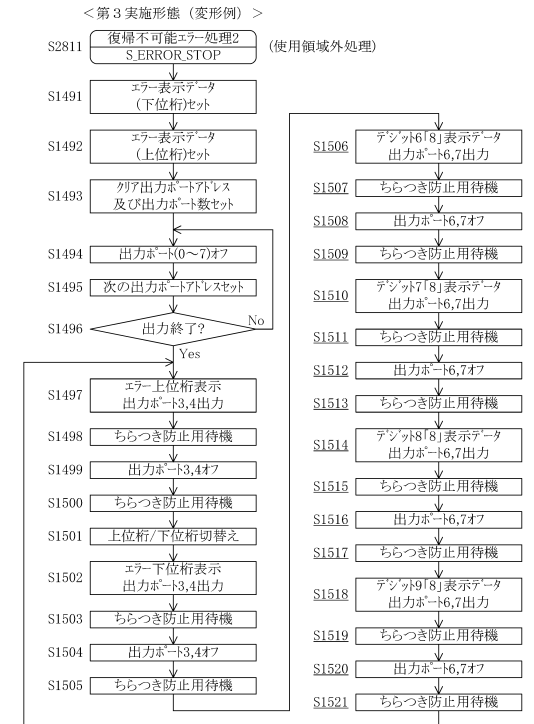 ＜第３実施形態（変形例）＞
S2811
復帰不可能エラー処理2
S_ERROR_STOP
(使用領域外処理)
S1491
エラー表示データ
(下位桁)セット
S1492
エラー表示データ
(上位桁)セット
S1493
クリア出力ポートアドレス
及び出力ポート数セット
S1494
出力ポート(0～7)オフ
S1495
次の出力ポートアドレスセット
S1496
出力終了?
No
Yes
S1497
エラー上位桁表示
出力ポート3,4出力
S1498
ちらつき防止用待機
S1499
出力ポート3,4オフ
S1500
ちらつき防止用待機
S1501
上位桁/下位桁切替え
S1502
エラー下位桁表示
出力ポート3,4出力
S1503
ちらつき防止用待機
S1504
出力ポート3,4オフ
S1505
ちらつき防止用待機
S1506
デジット6「8」表示データ
出力ポート6,7出力
S1507
ちらつき防止用待機
S1508
出力ポート6,7オフ
S1509
ちらつき防止用待機
S1510
デジット7「8」表示データ
出力ポート6,7出力
S1511
ちらつき防止用待機
S1512
出力ポート6,7オフ
S1513
ちらつき防止用待機
S1514
デジット8「8」表示データ
出力ポート6,7出力
S1515
ちらつき防止用待機
S1516
出力ポート6,7オフ
S1517
ちらつき防止用待機
S1518
デジット9「8」表示データ
出力ポート6,7出力
S1519
ちらつき防止用待機
S1520
出力ポート6,7オフ
S1521
ちらつき防止用待機